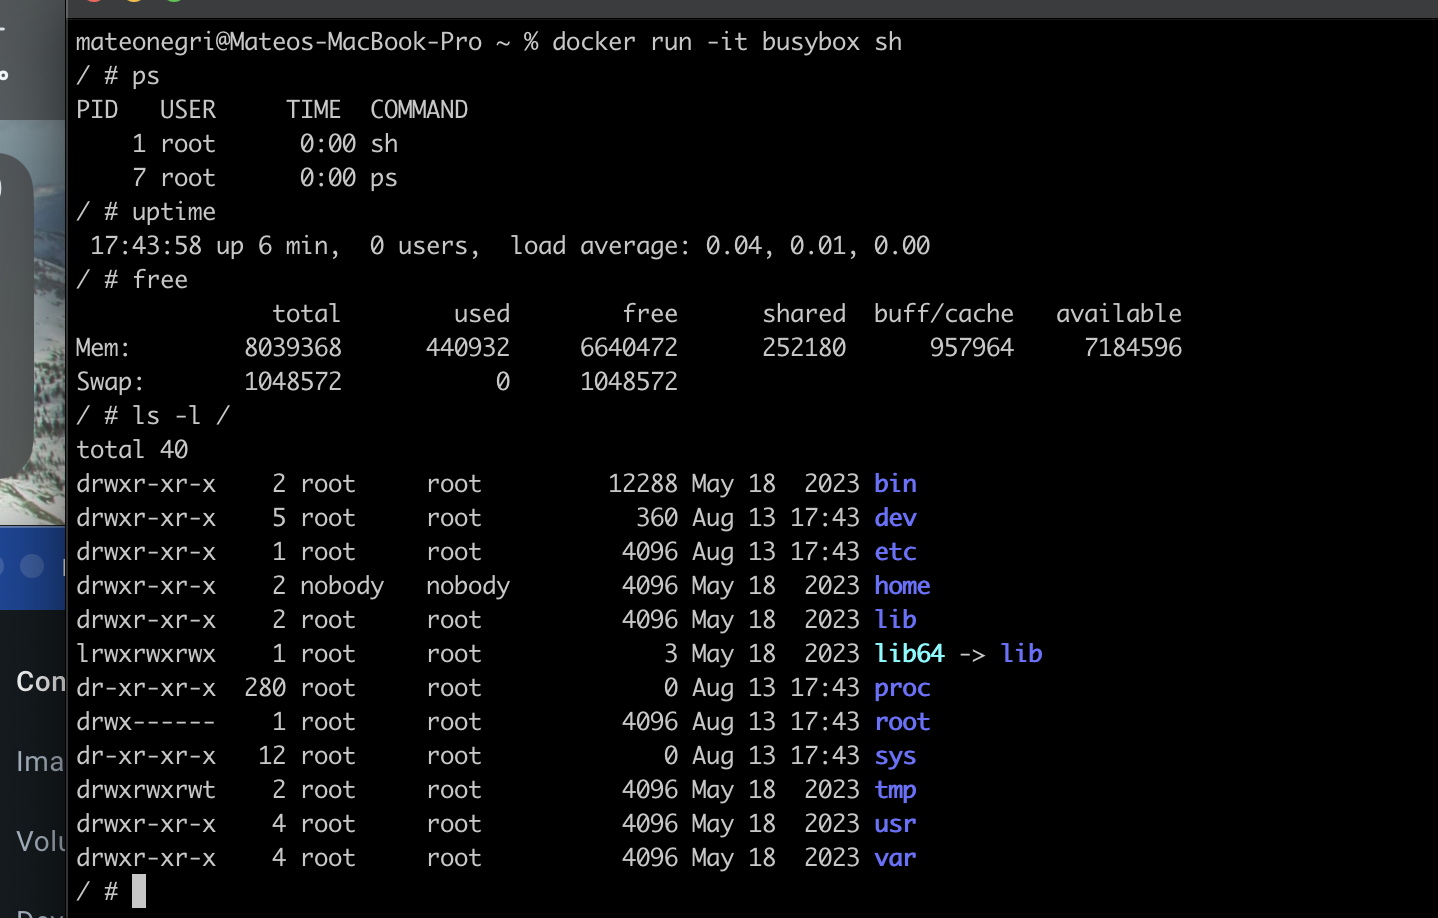 mateonegri@Mateos-MacBook-Pro ~ % docker run -it busybox sh
/ # ps
PID   USER     TIME  COMMAND
    1 root      0:00 sh
    7 root      0:00 ps
/ # uptime
 17:43:58 up 6 min,  0 users,  load average: 0.04, 0.01, 0.00
/ # free
              total        used        free      shared  buff/cache   available
Mem:        8039368      440932     6640472      252180      957964     7184596
Swap:       1048572           0     1048572
/ # ls -l /
total 40
drwxr-xr-x    2 root     root         12288 May 18  2023 bin
drwxr-xr-x    5 root     root           360 Aug 13 17:43 dev
drwxr-xr-x    1 root     root          4096 Aug 13 17:43 etc
drwxr-xr-x    2 nobody   nobody        4096 May 18  2023 home
drwxr-xr-x    2 root     root          4096 May 18  2023 lib
lrwxrwxrwx    1 root     root             3 May 18  2023 lib64 -> lib
dr-xr-xr-x  280 root     root             0 Aug 13 17:43 proc
drwx------    1 root     root          4096 Aug 13 17:43 root
dr-xr-xr-x   12 root     root             0 Aug 13 17:43 sys
drwxrwxrwt    2 root     root          4096 May 18  2023 tmp
drwxr-xr-x    4 root     root          4096 May 18  2023 usr
drwxr-xr-x    4 root     root          4096 May 18  2023 var
/ #
Con
Ima
Volu